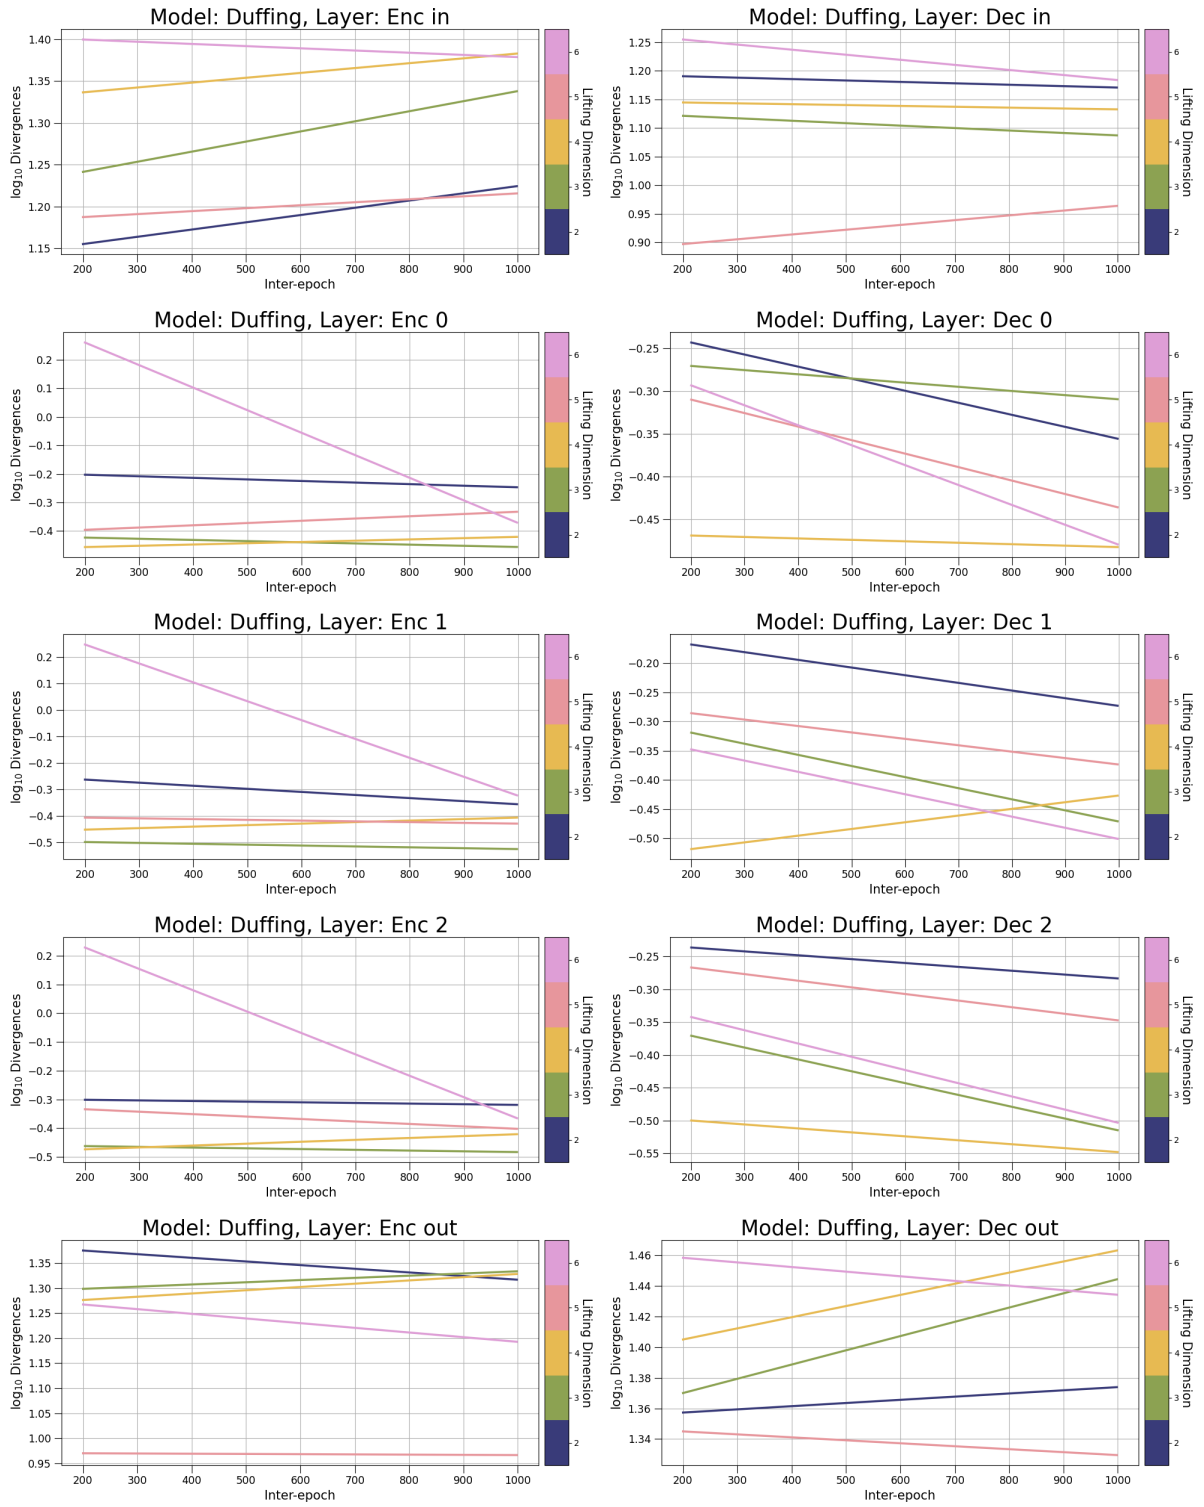 Model: Duffing, Layer: Enc in
log10 Divergences
1.40
1.35
1.30
1.25
1.20
1.15
200 300 400 500 600 700 800 900 1000
Inter-epoch
6
5
4
3
2
Lifting Dimension
Model: Duffing, Layer: Dec in
log10 Divergences
1.25
1.20
1.15
1.10
1.05
1.00
0.95
0.90
200 300 400 500 600 700 800 900 1000
Inter-epoch
6
5
4
3
2
Lifting Dimension
Model: Duffing, Layer: Enc 0
log10 Divergences
0.2
0.1
0.0
−0.1
−0.2
−0.3
−0.4
200 300 400 500 600 700 800 900 1000
Inter-epoch
6
5
4
3
2
Lifting Dimension
Model: Duffing, Layer: Dec 0
log10 Divergences
−0.25
−0.30
−0.35
−0.40
−0.45
200 300 400 500 600 700 800 900 1000
Inter-epoch
6
5
4
3
2
Lifting Dimension
Model: Duffing, Layer: Enc 1
log10 Divergences
0.2
0.1
0.0
−0.1
−0.2
−0.3
−0.4
−0.5
200 300 400 500 600 700 800 900 1000
Inter-epoch
6
5
4
3
2
Lifting Dimension
Model: Duffing, Layer: Dec 1
log10 Divergences
−0.20
−0.25
−0.30
−0.35
−0.40
−0.45
−0.50
200 300 400 500 600 700 800 900 1000
Inter-epoch
6
5
4
3
2
Lifting Dimension
Model: Duffing, Layer: Enc 2
log10 Divergences
0.2
0.1
0.0
−0.1
−0.2
−0.3
−0.4
−0.5
200 300 400 500 600 700 800 900 1000
Inter-epoch
6
5
4
3
2
Lifting Dimension
Model: Duffing, Layer: Dec 2
log10 Divergences
−0.25
−0.30
−0.35
−0.40
−0.45
−0.50
−0.55
200 300 400 500 600 700 800 900 1000
Inter-epoch
6
5
4
3
2
Lifting Dimension
Model: Duffing, Layer: Enc out
log10 Divergences
1.35
1.30
1.25
1.20
1.15
1.10
1.05
1.00
0.95
200 300 400 500 600 700 800 900 1000
Inter-epoch
6
5
4
3
2
Lifting Dimension
Model: Duffing, Layer: Dec out
log10 Divergences
1.46
1.44
1.42
1.40
1.38
1.36
1.34
200 300 400 500 600 700 800 900 1000
Inter-epoch
6
5
4
3
2
Lifting Dimension